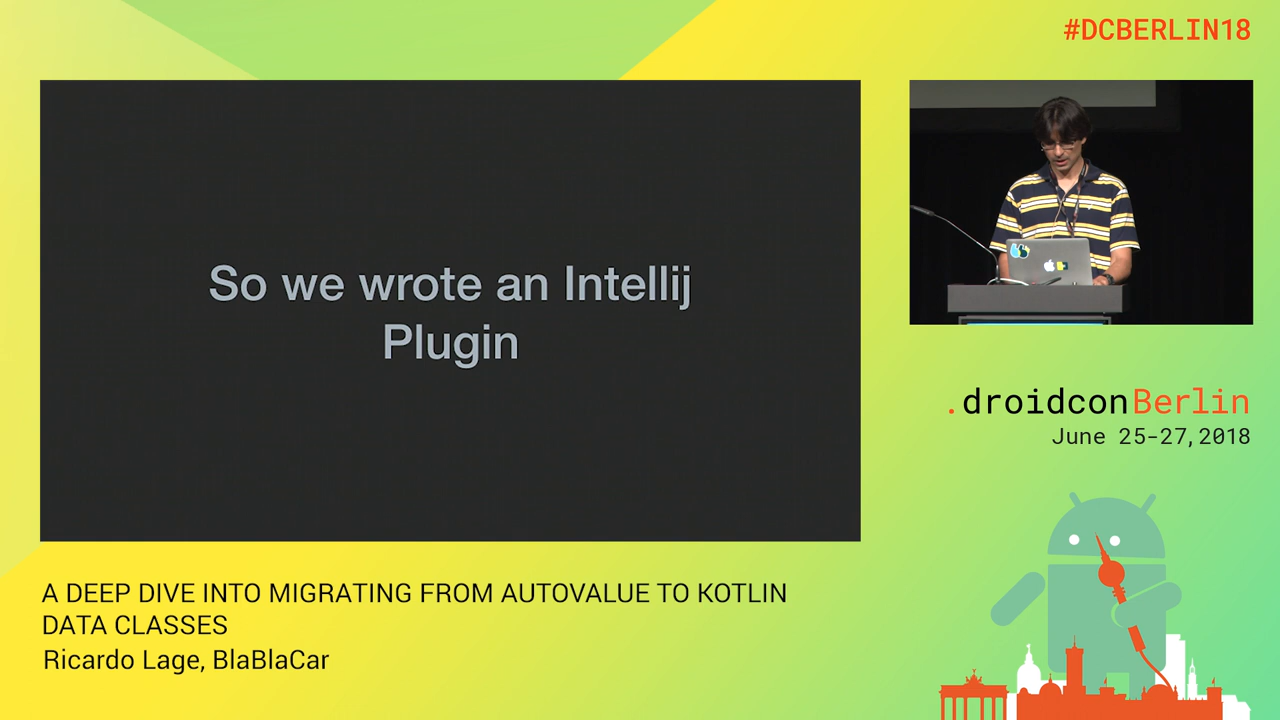 #DCBERLIN18
So we wrote an Intellij
Plugin
.droidconBerlin
June 25-27, 2018
A DEEP DIVE INTO MIGRATING FROM AUTOVALUE TO KOTLIN
DATA CLASSES
Ricardo Lage, BlaBlaCar